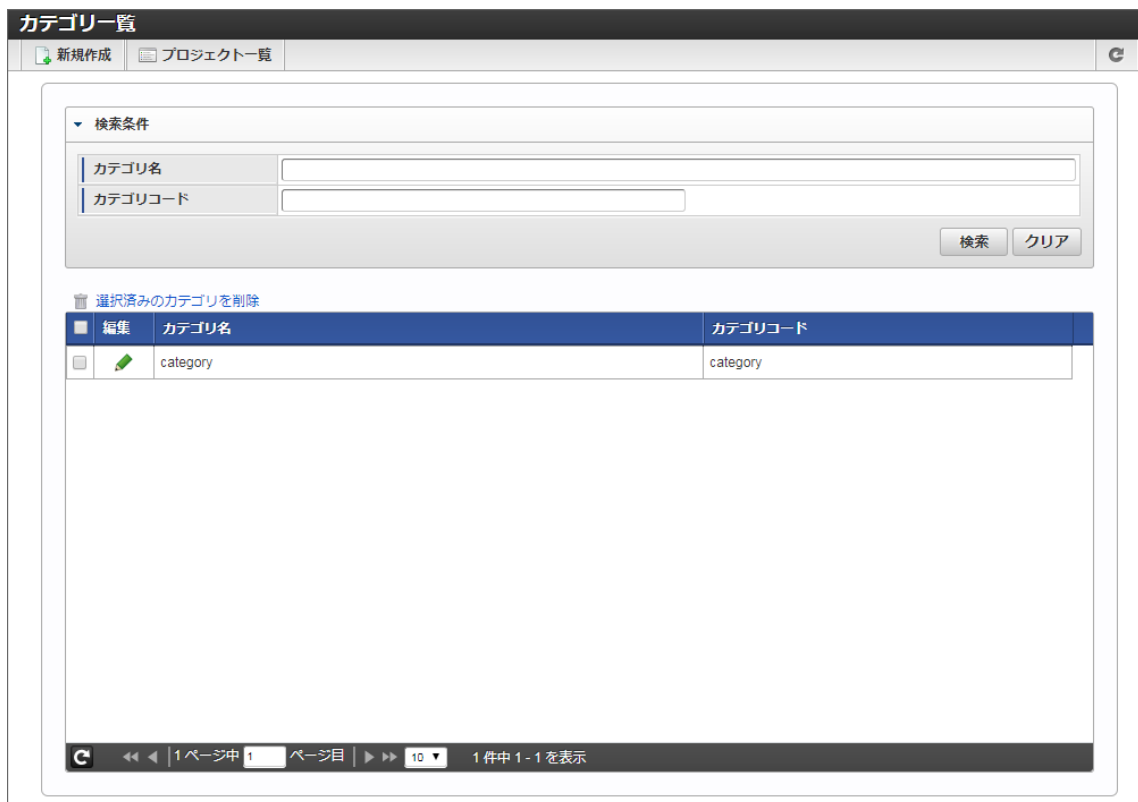 カテゴリ一覧
新規作成 プロジェクト一覧
検索条件
カテゴリ名
カテゴリコード
検索 クリア
選択済みのカテゴリを削除
編集 カテゴリ名 カテゴリコード
category category
1 ページ中 1 ページ目 10 1 件中 1 - 1 を表示